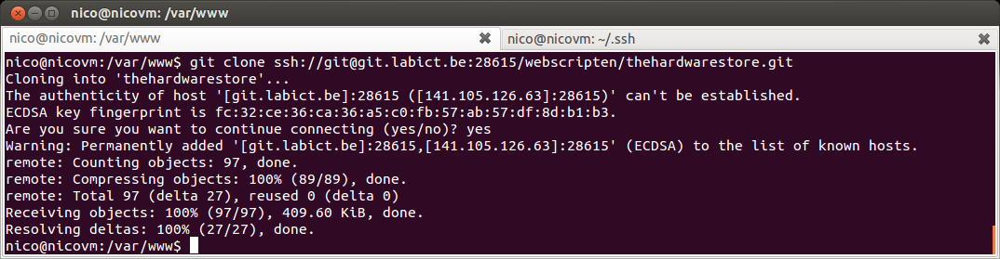 nico@nicovm: /var/www
nico@nicovm: /var/www
nico@nicovm: ~/.ssh
nico@nicovm:/var/www$ git clone ssh://git@git.labict.be:28615/webscripten/thehardwarestore.git
Cloning into 'thehardwarestore'...
The authenticity of host '[git.labict.be]:28615 ([141.105.126.63]:28615)' can't be established.
ECDSA key fingerprint is fc:32:ce:36:ca:36:a5:c0:fb:57:ab:57:df:8d:b1:b3.
Are you sure you want to continue connecting (yes/no)? yes
Warning: Permanently added '[git.labict.be]:28615,[141.105.126.63]:28615' (ECDSA) to the list of known hosts.
remote: Counting objects: 97, done.
remote: Compressing objects: 100% (89/89), done.
remote: Total 97 (delta 27), reused 0 (delta 0)
Receiving objects: 100% (97/97), 409.60 KiB, done.
Resolving deltas: 100% (27/27), done.
nico@nicovm:/var/www$